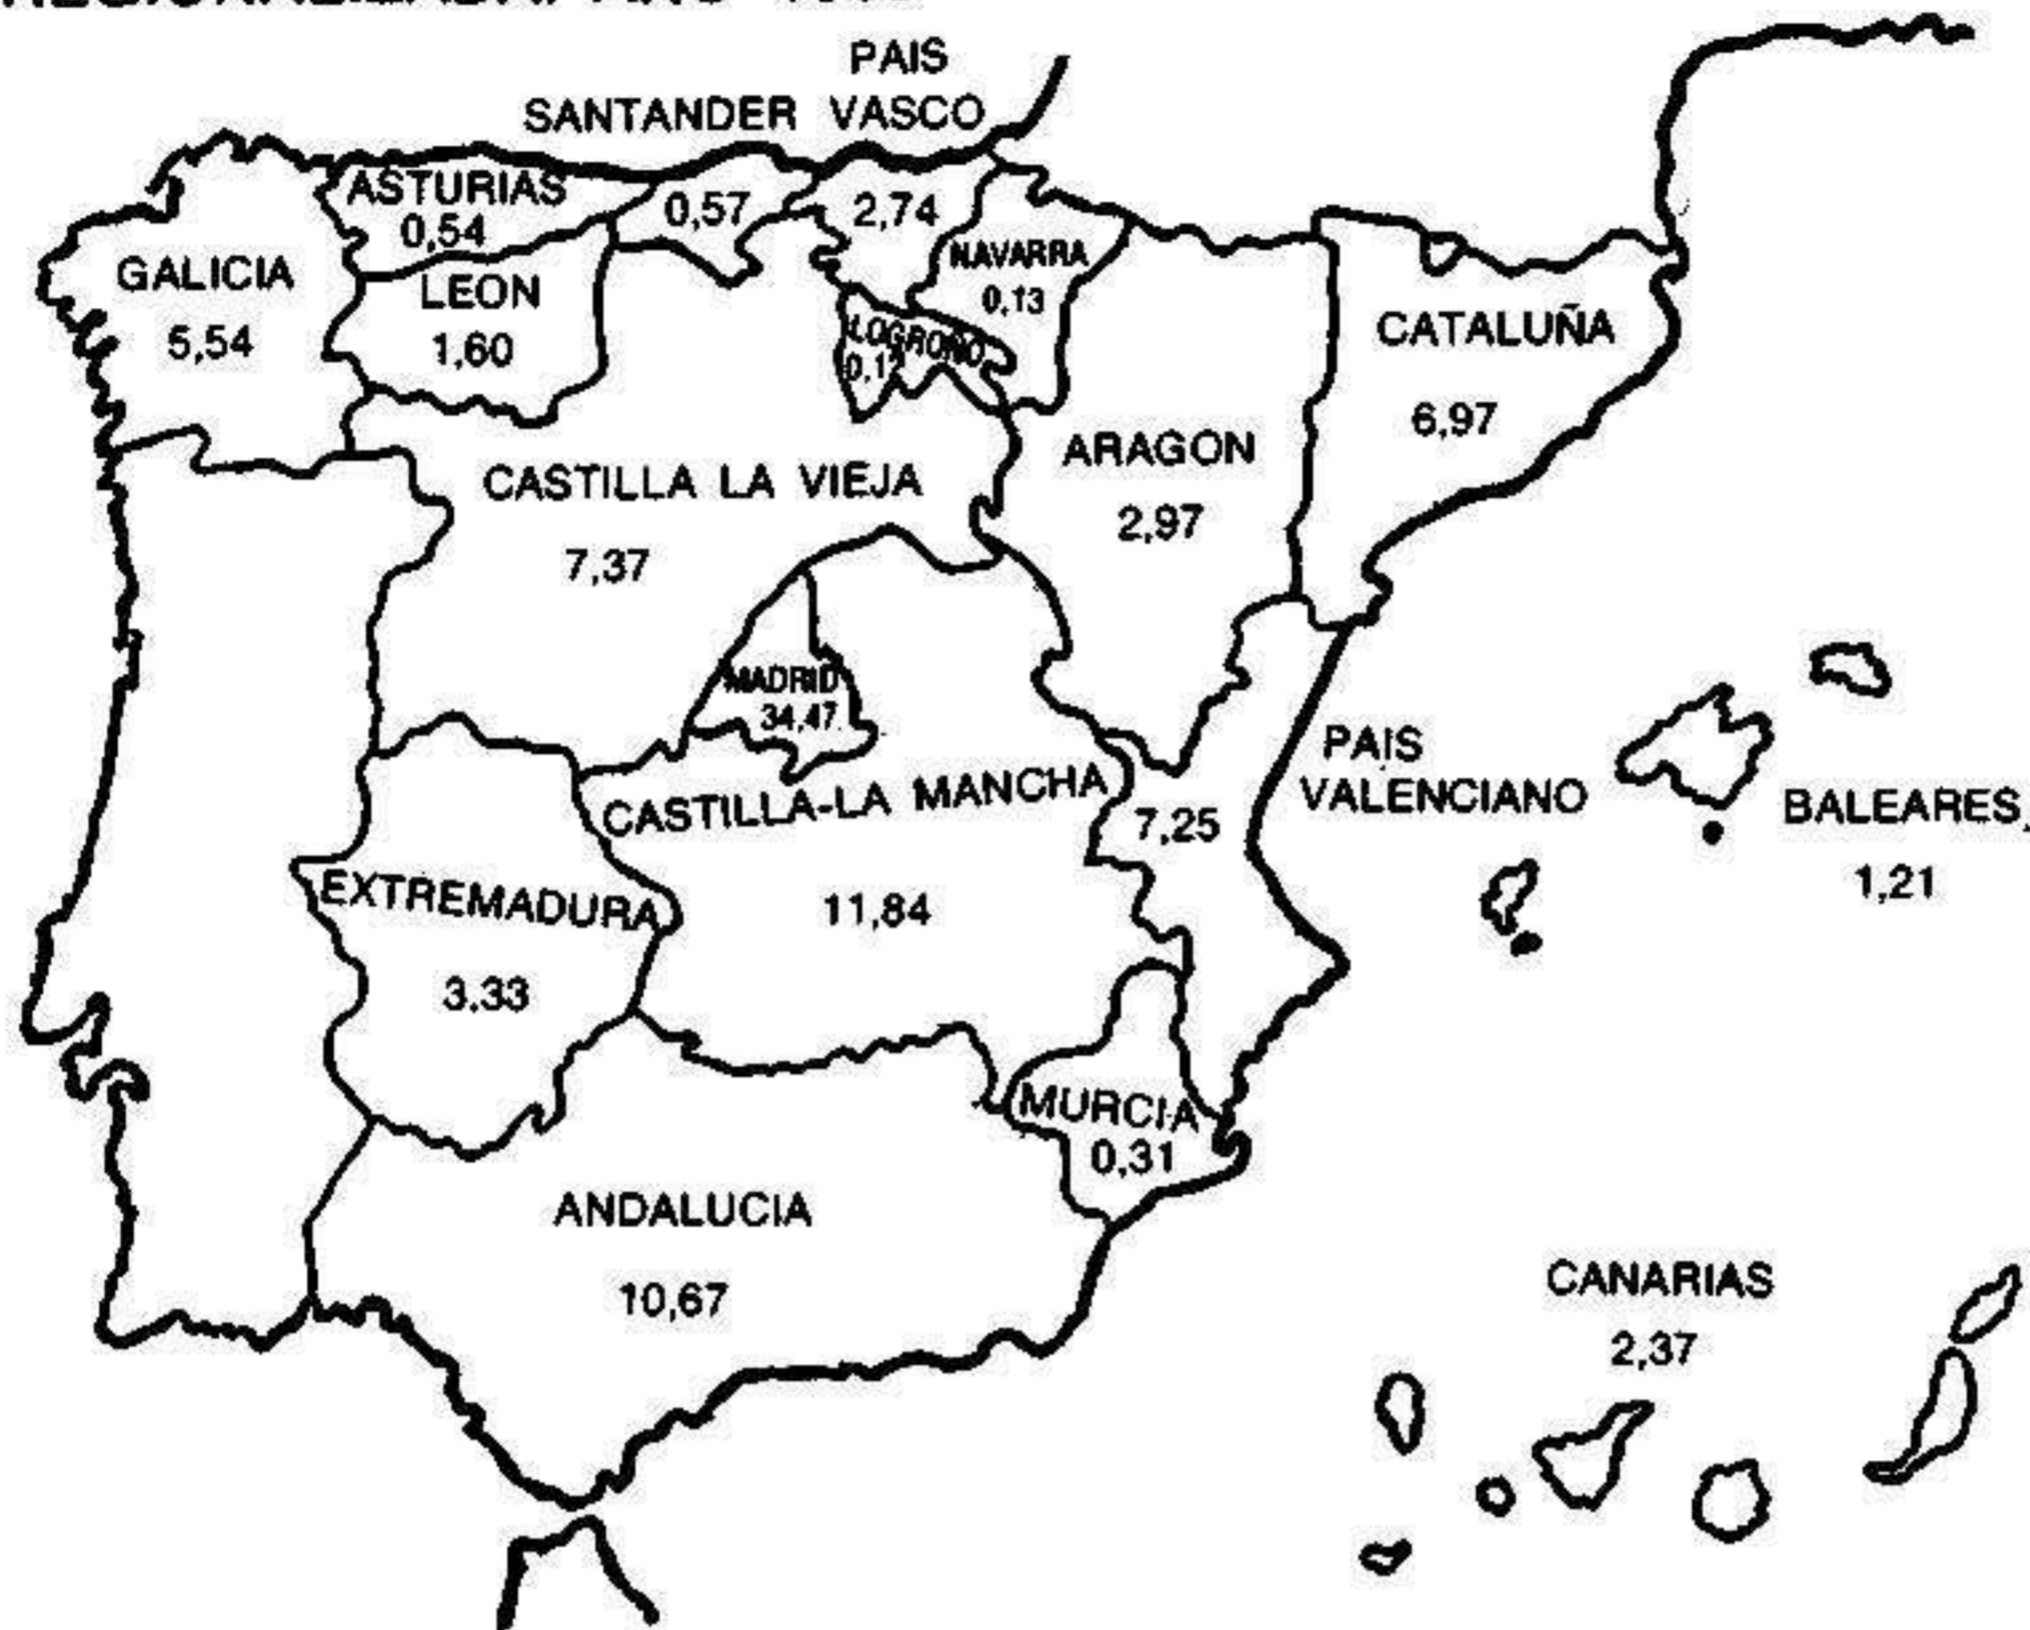 PAIS
SANTANDER VASCO
ASTURIAS
0,54
0,57
2,74
GALICIA
5,54
LEON
1,60
NAVARRA
0,13
LOGROÑO
CATALUÑA
6,97
CASTILLA LA VIEJA
7,37
ARAGON
2,97
MADRID
34,47
PAIS
VALENCIANO
7,25
BALEARES
1,21
CASTILLA-LA MANCHA
11,84
EXTREMADURA
3.33
MURCIA
0,31
ANDALUCIA
10,67
CANARIAS
2,37